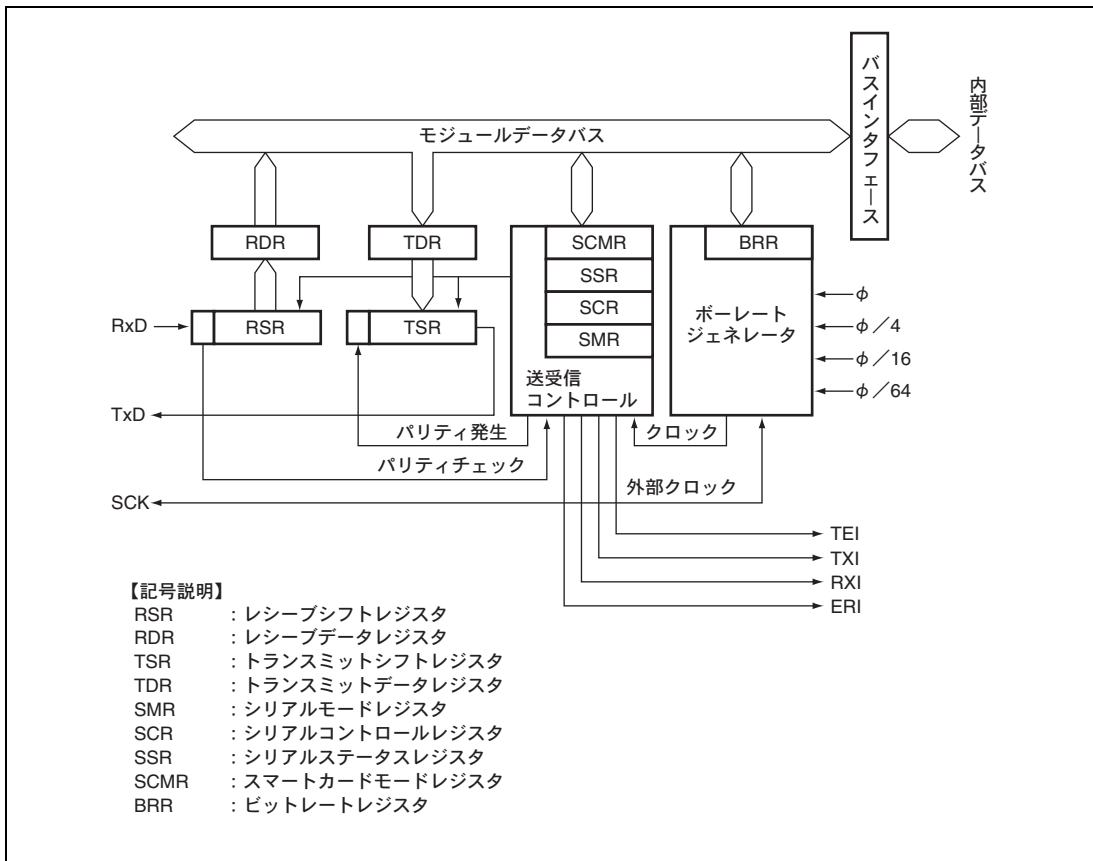 バスインタフェース
内部データバス
モジュールデータバス
RDR
TDR
SCMR
BRR
SSR
SCR
SMR
RxD
RSR
TSR
ボーレート
ジェネレータ
φ
φ／4
φ／16
φ／64
送受信
コントロール
TxD
パリティ発生
クロック
パリティチェック
外部クロック
SCK
TEI
TXI
RXI
ERI
【記号説明】
RSR : レシーブシフトレジスタ
RDR : レシーブデータレジスタ
TSR : トランスミットシフトレジスタ
TDR : トランスミットデータレジスタ
SMR : シリアルモードレジスタ
SCR : シリアルコントロールレジスタ
SSR : シリアルステータスレジスタ
SCMR : スマートカードモードレジスタ
BRR : ビットレートレジスタ